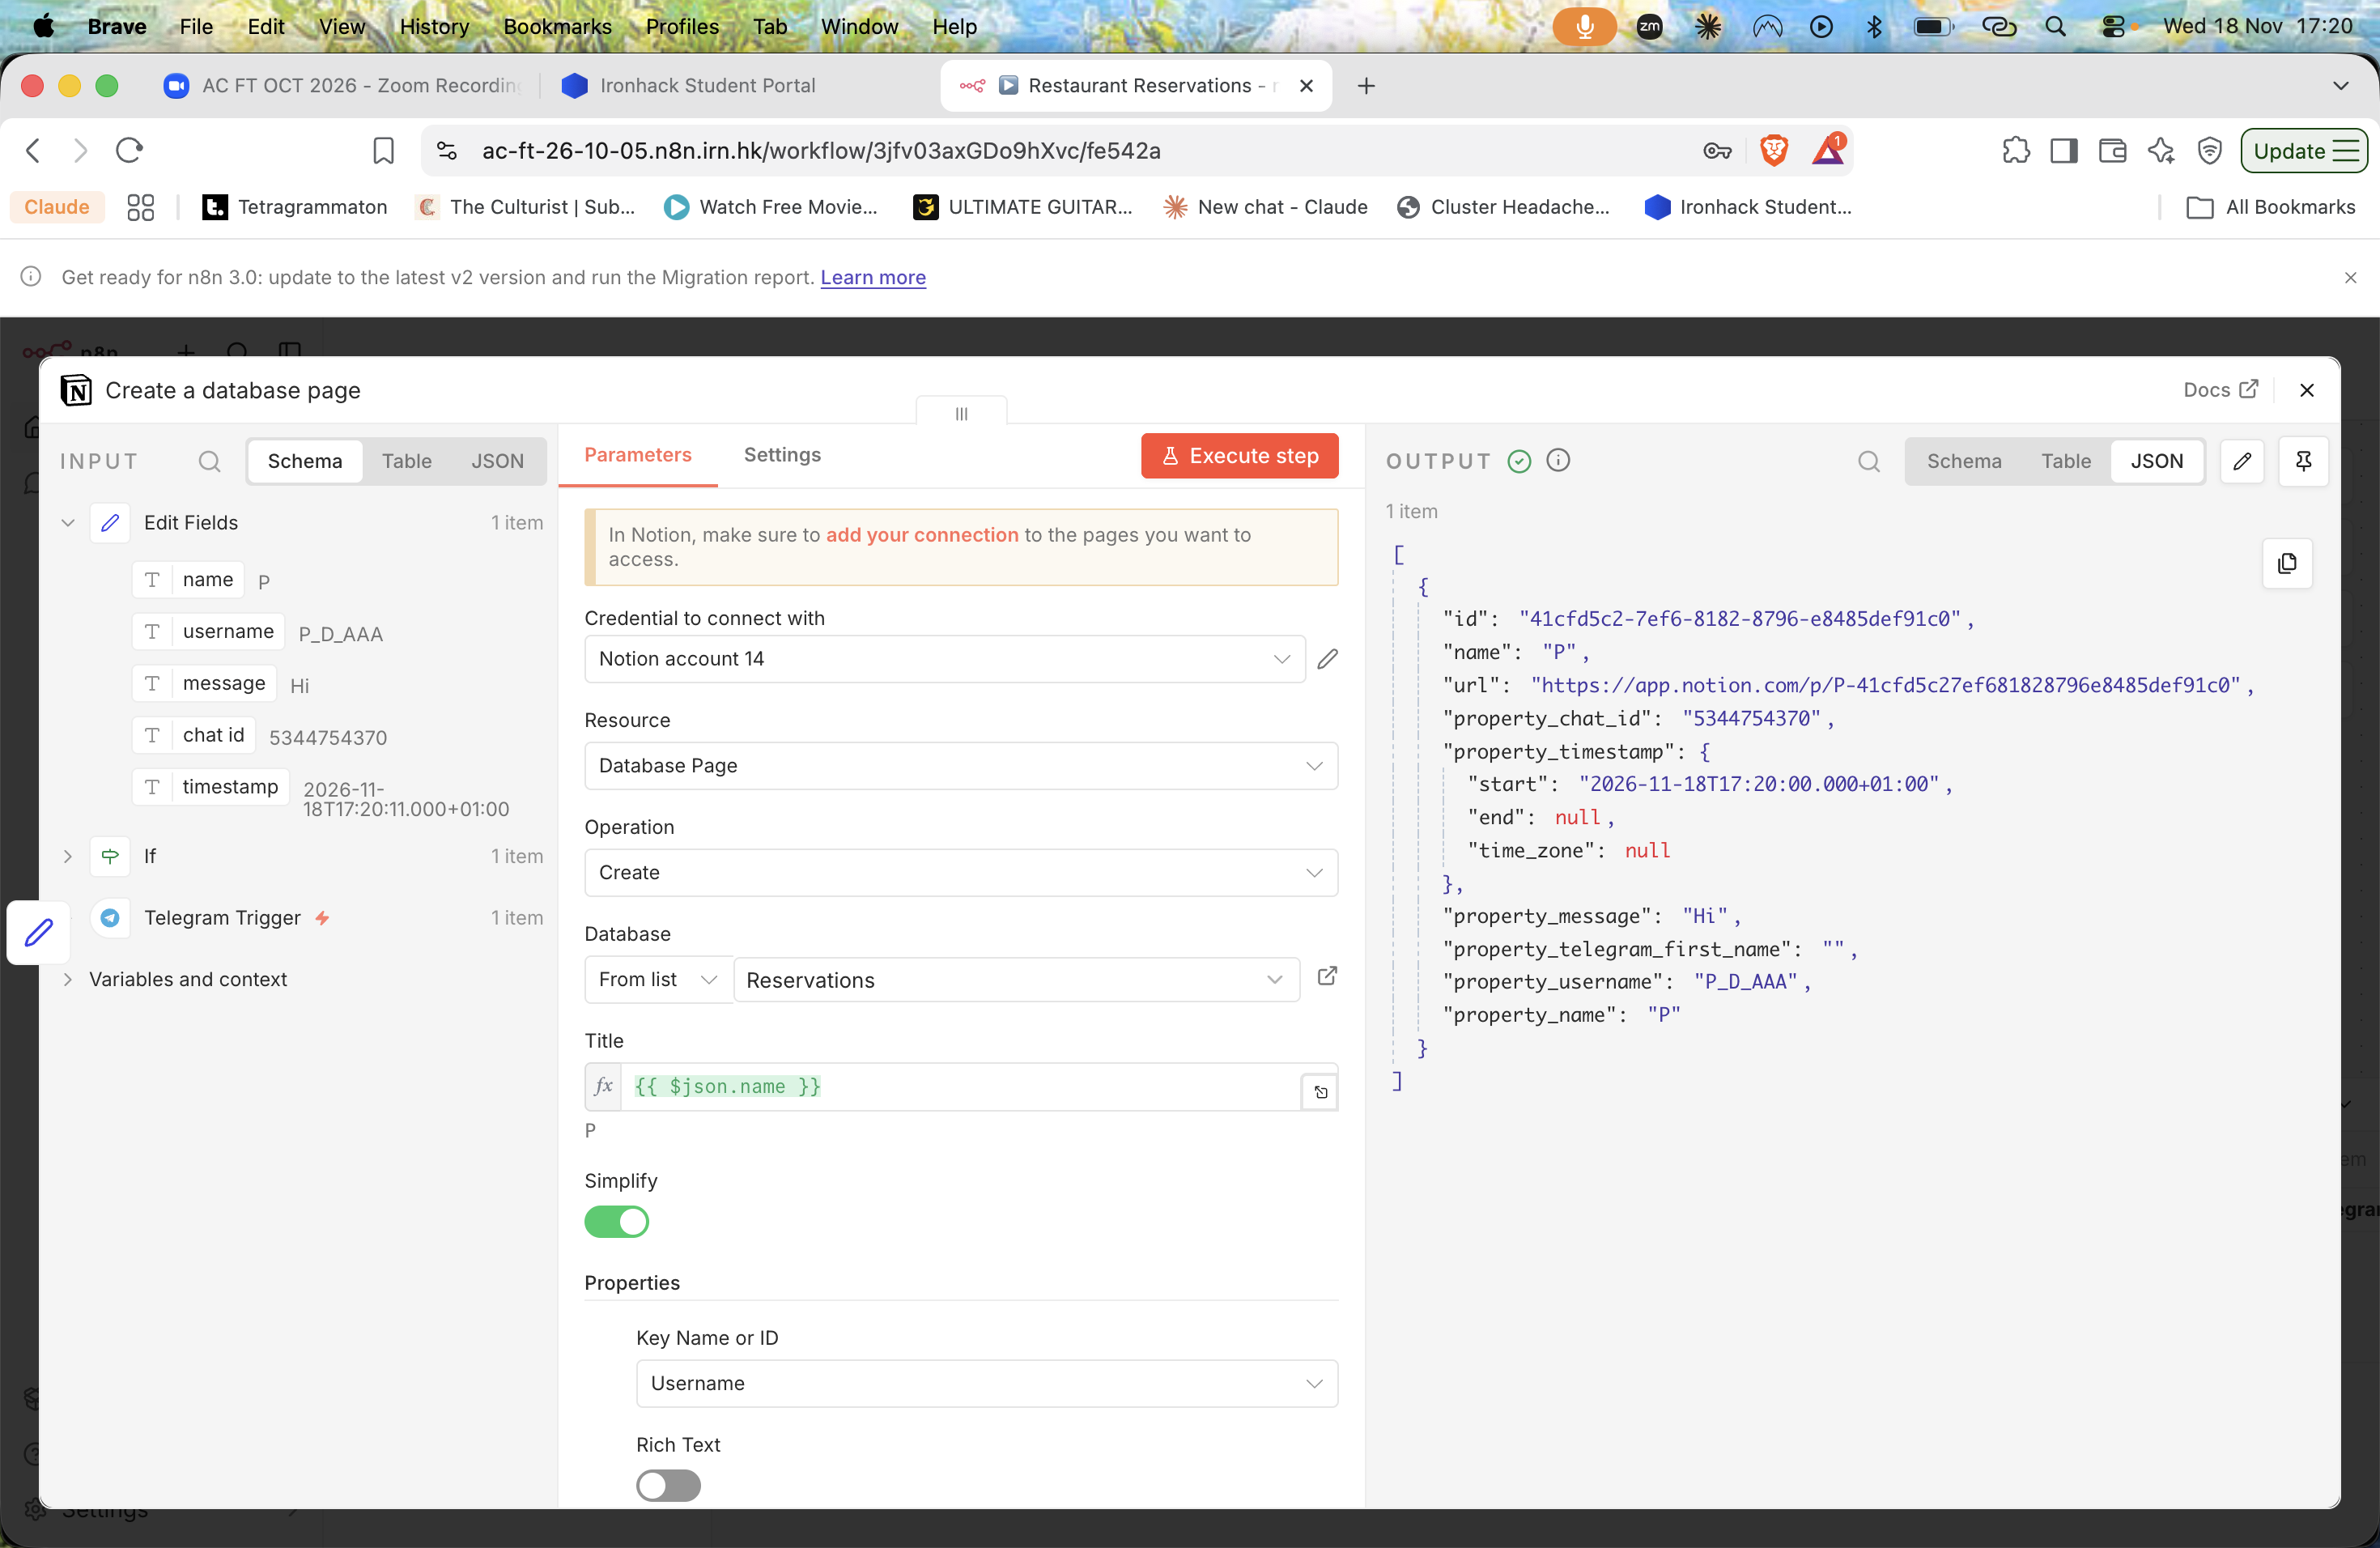 Brave File Edit View History Bookmarks Profiles Tab Window Help
zm
Wed 18 Nov 17:20
AC FT OCT 2026 - Zoom Recording
Ironhack Student Portal
Restaurant Reservations -
ac-ft-26-10-05.n8n.irn.hk/workflow/3jfv03axGDo9hXvc/fe542a
1
Update
Claude
t. Tetragrammaton
The Culturist | Sub...
Watch Free Movie...
ULTIMATE GUITAR...
New chat - Claude
Cluster Headache...
Ironhack Student...
All Bookmarks
Get ready for n8n 3.0: update to the latest v2 version and run the Migration report. Learn more
n8n
Create a database page
Docs
INPUT
Schema Table JSON
Edit Fields 1 item
T name P
T username P_D_AAA
T message Hi
T chat id 5344754370
T timestamp 2026-11-
18T17:20:11.000+01:00
If 1 item
Telegram Trigger 1 item
Variables and context
Settings
Parameters Settings
Execute step
In Notion, make sure to add your connection to the pages you want to
access.
Credential to connect with
Notion account 14
Resource
Database Page
Operation
Create
Database
From list Reservations
Title
fx {{ $json.name }}
P
Simplify
Properties
Key Name or ID
Username
Rich Text
OUTPUT
Schema Table JSON
1 item
[
{
"id": "41cfd5c2-7ef6-8182-8796-e8485def91c0",
"name": "P",
"url": "https://app.notion.com/p/P-41cfd5c27ef681828796e8485def91c0",
"property_chat_id": "5344754370",
"property_timestamp": {
"start": "2026-11-18T17:20:00.000+01:00",
"end": null,
"time_zone": null
},
"property_message": "Hi",
"property_telegram_first_name": "",
"property_username": "P_D_AAA",
"property_name": "P"
}
]